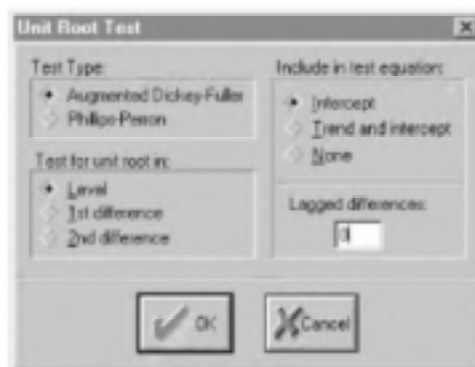 Unit Root Test
Test Type:
Augmented Dickey-Fuller
Phillips-Perron
Test for unit root in:
Level
1st difference
2nd difference
Include in test equation:
Intercept
Trend and intercept
None
Lagged differences:
OK
Cancel